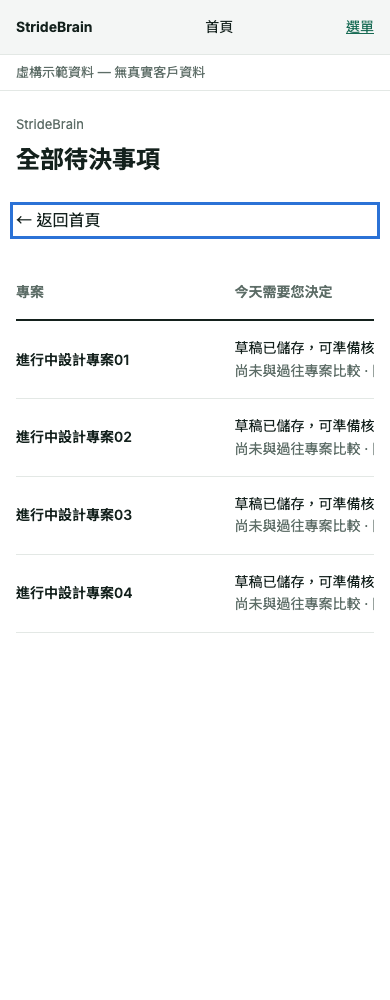 StrideBrain 首頁 選單
虛構示範資料 — 無真實客戶資料
StrideBrain
全部待決事項
← 返回首頁
專案 今天需要您決定
進行中設計專案01
草稿已儲存，可準備核
尚未與過往專案比較 ·
進行中設計專案02
草稿已儲存，可準備核
尚未與過往專案比較 ·
進行中設計專案03
草稿已儲存，可準備核
尚未與過往專案比較 ·
進行中設計專案04
草稿已儲存，可準備核
尚未與過往專案比較 ·